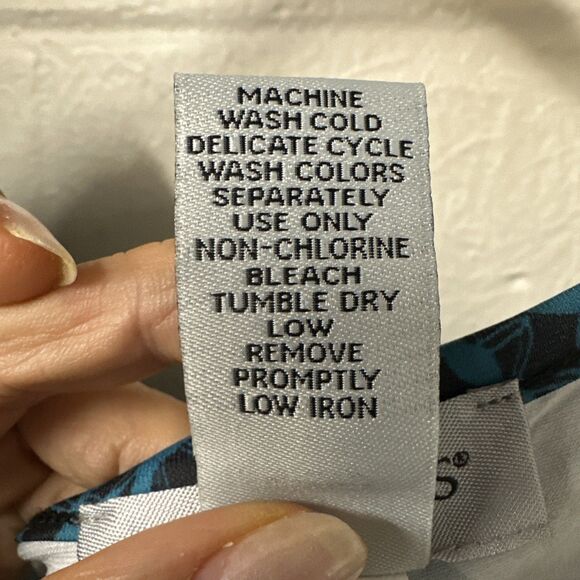 MACHINE
WASH COLD
DELICATE CYCLE
WASH COLORS
SEPARATELY
USE ONLY
NON-CHLORINE
BLEACH
TUMBLE DRY
LOW
REMOVE
PROMPTLY
LOW IRON